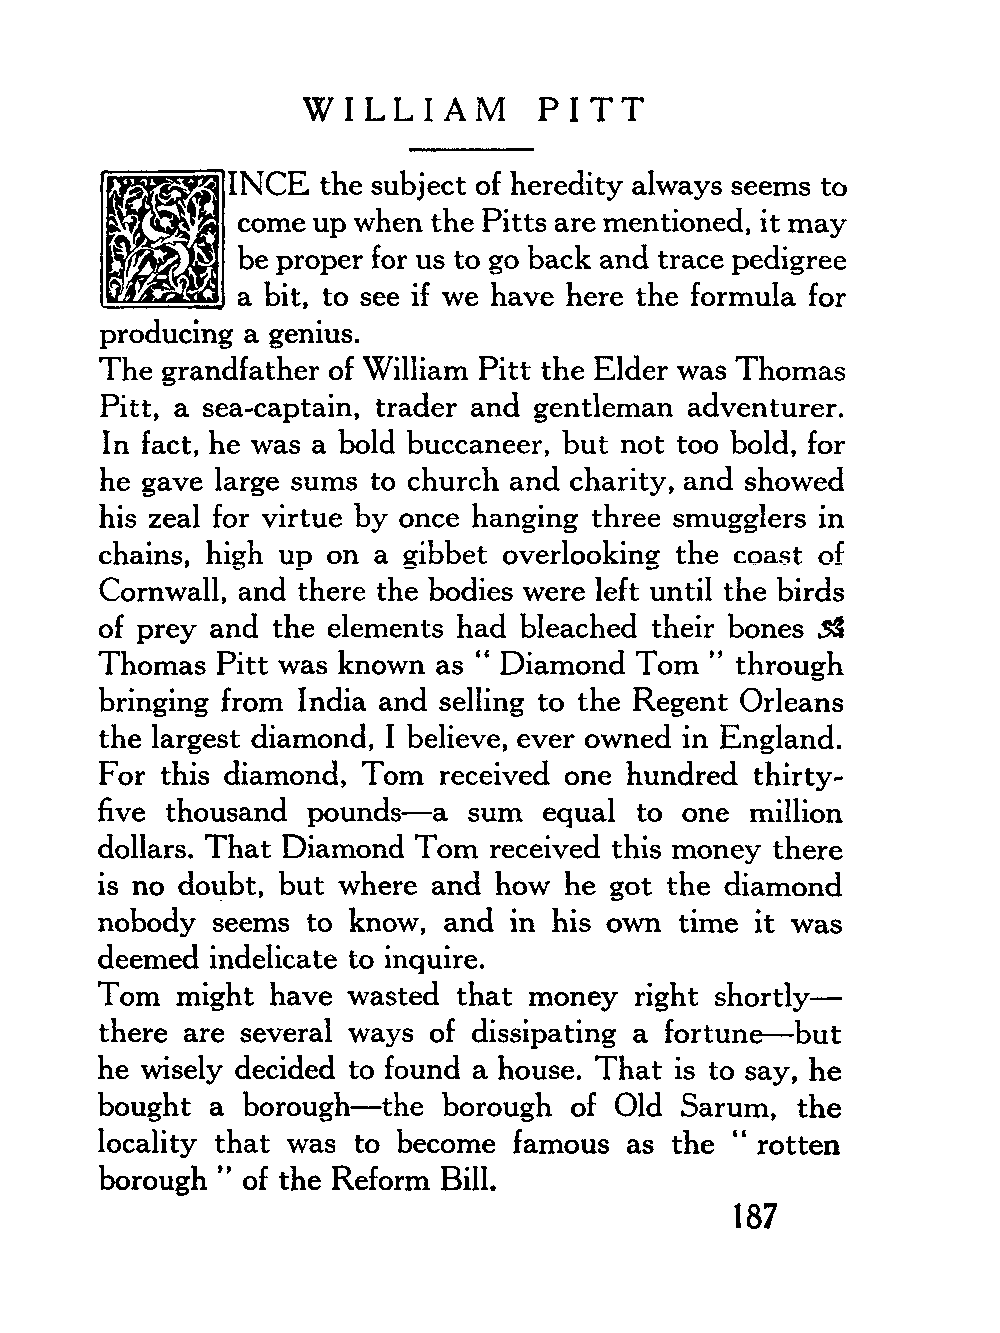 WILLIAM PITT
SINCE the subject of heredity always seems to
come up when the Pitts are mentioned, it may
be proper for us to go back and trace pedigree
a bit, to see if we have here the formula for
producing a genius.
The grandfather of William Pitt the Elder was Thomas
Pitt, a sea-captain, trader and gentleman adventurer.
In fact, he was a bold buccaneer, but not too bold, for
he gave large sums to church and charity, and showed
his zeal for virtue by once hanging three smugglers in
chains, high up on a gibbet overlooking the coast of
Cornwall, and there the bodies were left until the birds
of prey and the elements had bleached their bones
Thomas Pitt was known as " Diamond Tom " through
bringing from India and selling to the Regent Orleans
the largest diamond, I believe, ever owned in England.
For this diamond, Tom received one hundred thirty-
five thousand pounds—a sum equal to one million
dollars. That Diamond Tom received this money there
is no doubt, but where and how he got the diamond
nobody seems to know, and in his own time it was
deemed indelicate to inquire.
Tom might have wasted that money right shortly—
there are several ways of dissipating a fortune—but
he wisely decided to found a house. That is to say, he
bought a borough—the borough of Old Sarum, the
locality that was to become famous as the " rotten
borough " of the Reform Bill.
187